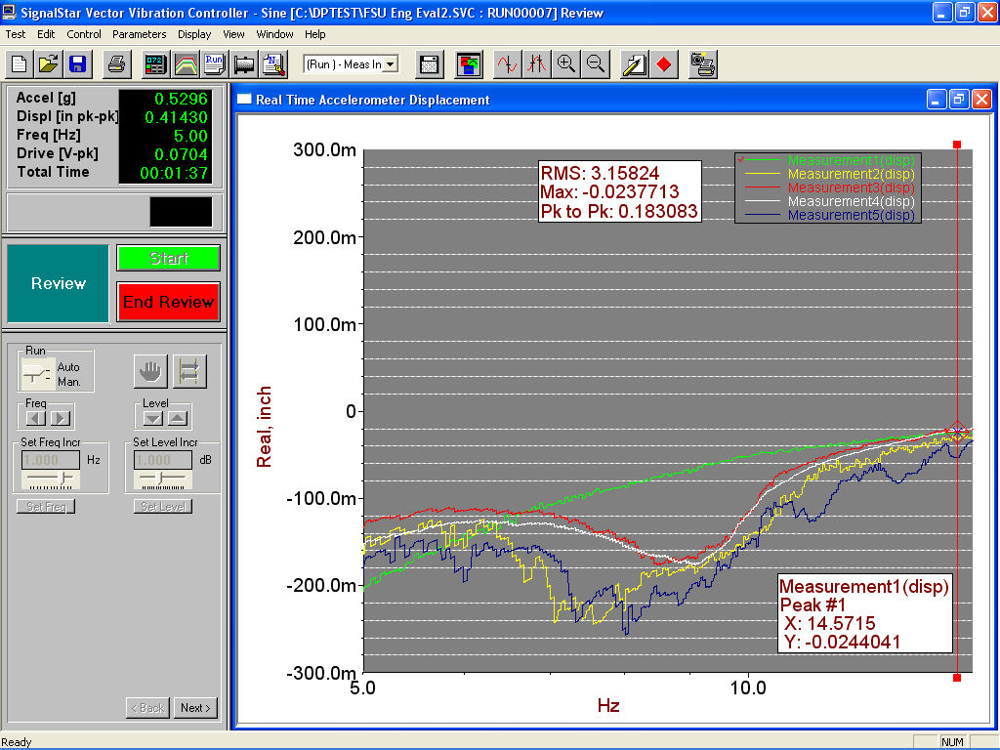 SignalStar Vector Vibration Controller - Sine [C:\DPTEST\FSU Eng Eval2.SVC : RUN00007] Review
Test Edit Control Parameters Display View Window Help
072
Run
(Run ) - Meas In
Accel [g] 0.5296
Displ [in pk-pk] 0.41430
Freq [Hz] 5.00
Drive [V-pk] 0.0704
Total Time 00:01:37
Review
Start
End Review
Run
Auto
Man.
Freq
Level
Set Freq Incr
1.000 Hz
Set Level Incr
1.000 dB
Set Freq
Set Level
< Back
Next >
Real Time Accelerometer Displacement
300.0m
200.0m
100.0m
0
-100.0m
-200.0m
-300.0m
Real, inch
RMS: 3.15824
Max: -0.0237713
Pk to Pk: 0.183083
Measurement1(disp)
Measurement2(disp)
Measurement3(disp)
Measurement4(disp)
Measurement5(disp)
Measurement1(disp)
Peak #1
X: 14.5715
Y: -0.0244041
5.0
10.0
Hz
Ready
NUM